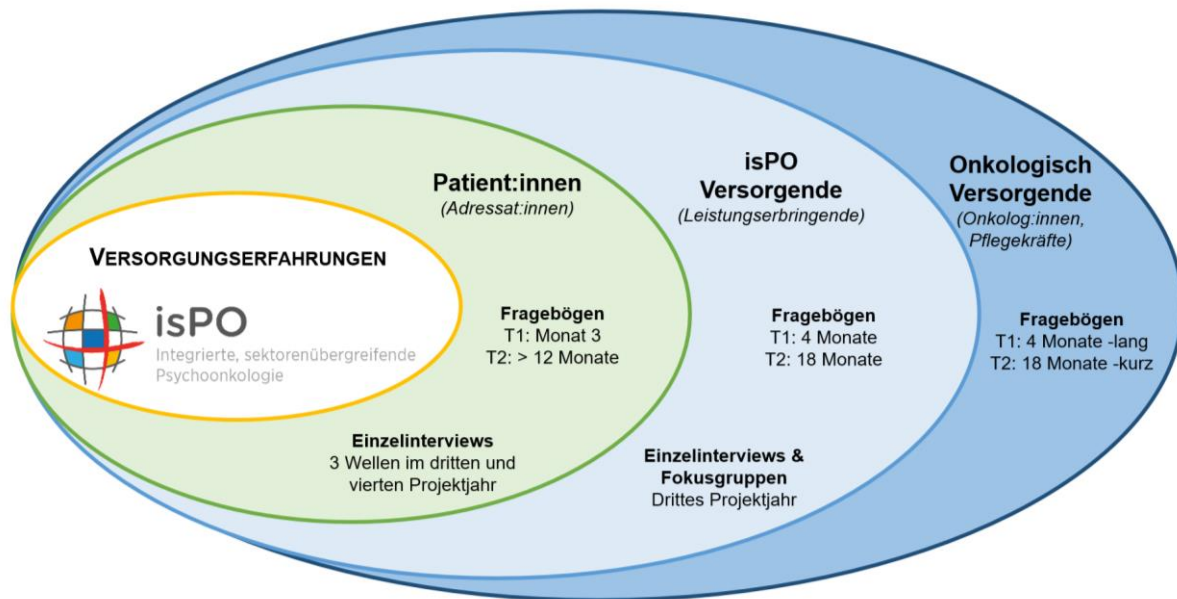 VERSORGUNGSERFAHRUNGEN
isPO
Integrierte, sektorenübergreifende
Psychoonkologie
Patient:innen
(Adressat:innen)
Fragebögen
T1: Monat 3
T2: > 12 Monate
Einzelinterviews
3 Wellen im dritten und
vierten Projektjahr
isPO
Versorgende
(Leistungserbringende)
Fragebögen
T1: 4 Monate
T2: 18 Monate
Einzelinterviews &
Fokusgruppen
Drittes Projektjahr
Onkologisch
Versorgende
(Onkolog:innen,
Pflegekräfte)
Fragebögen
T1: 4 Monate -lang
T2: 18 Monate -kurz